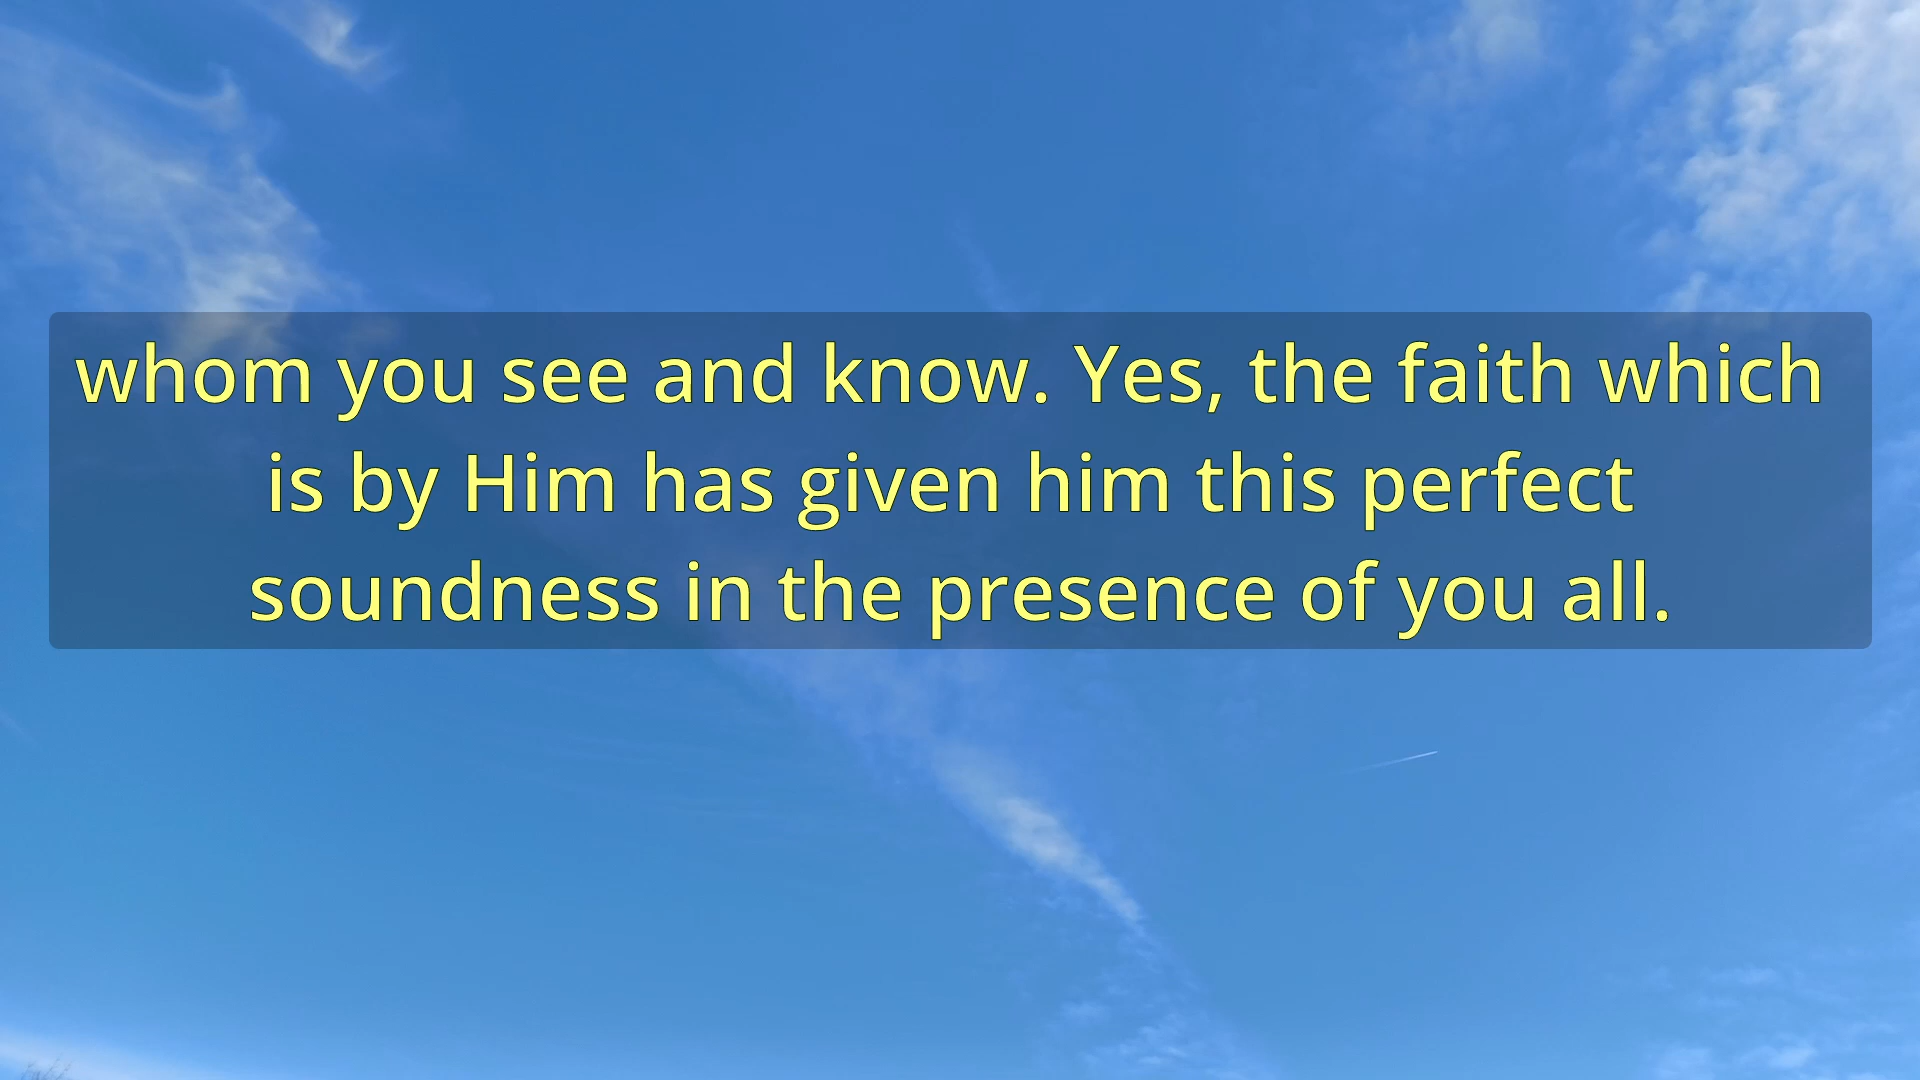 whom you see and know. Yes, the faith which
is by Him has given him this perfect
soundness in the presence of you all.